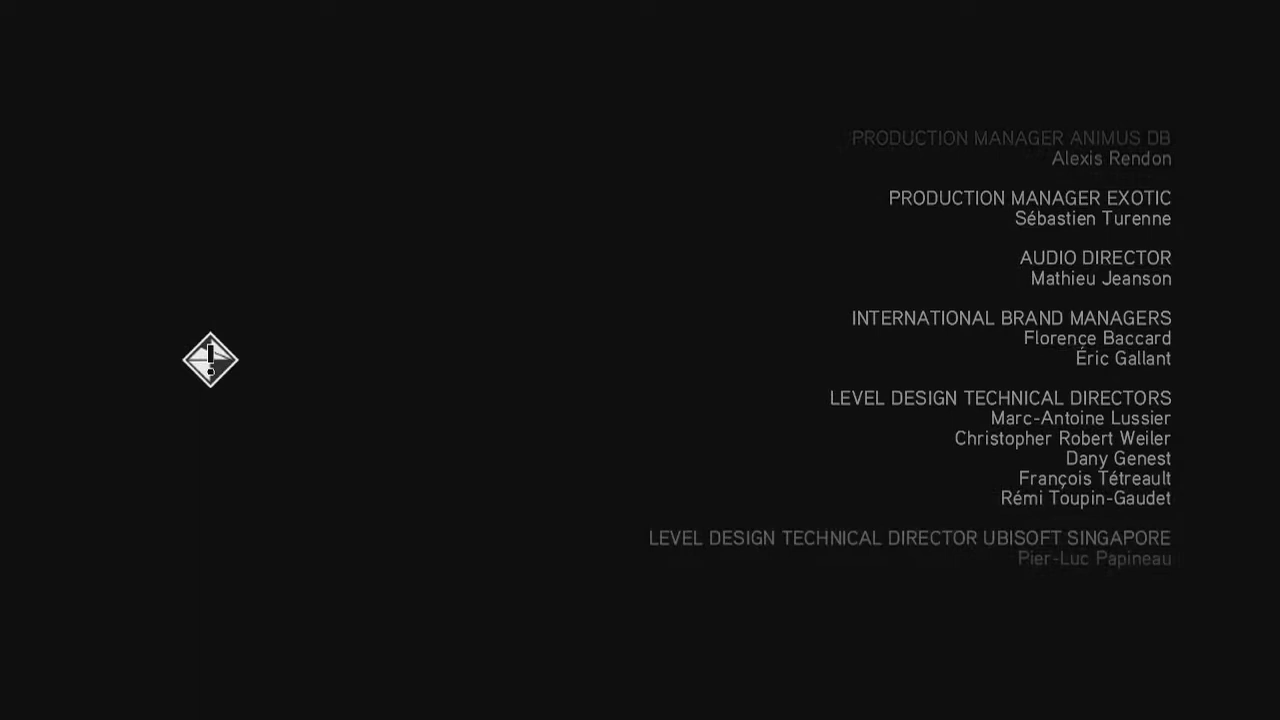 PRODUCTION MANAGER ANIMUS DB
Alexis Rendon
PRODUCTION MANAGER EXOTIC
Sébastien Turenne
AUDIO DIRECTOR
Mathieu Jeanson
INTERNATIONAL BRAND MANAGERS
Florence Baccard
Éric Gallant
LEVEL DESIGN TECHNICAL DIRECTORS
Marc-Antoine Lussier
Christopher Robert Weiler
Dany Genest
François Tétreault
Rémi Toupin-Gaudet
LEVEL DESIGN TECHNICAL DIRECTOR UBISOFT SINGAPORE
Pier-Luc Papineau